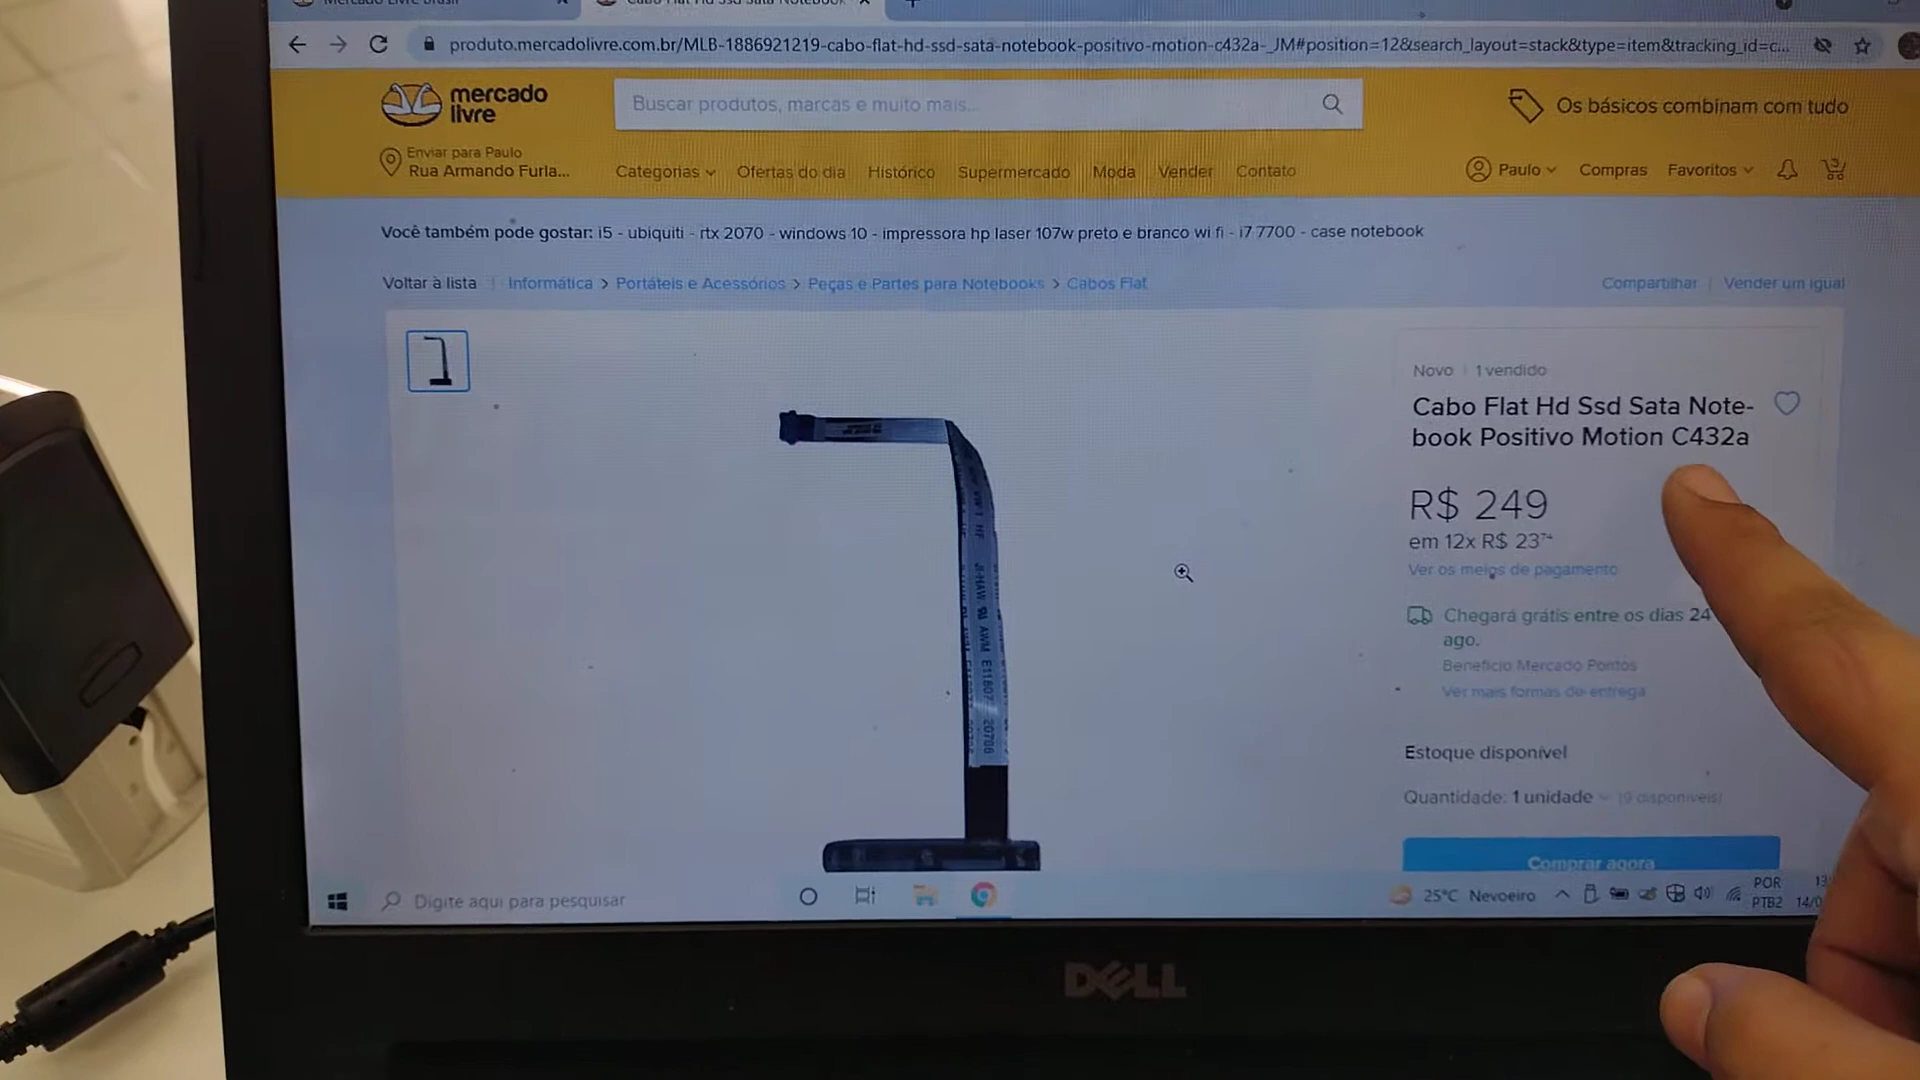 produto.mercadolivre.com.br/MLB-1886921219-cabo-flat-hd-ssd-sata-notebook-positivo-motion-c432a-_JM#position=12&search_layout=stack&type=item&tracking_id=c...
mercado
livre
Buscar produtos, marcas e muito mais...
Os básicos combinam com tudo
Enviar para Paulo
Rua Armando Furla...
Categorias
Ofertas do dia
Histórico
Supermercado
Moda
Vender
Contato
Paulo
Compras
Favoritos
Você também pode gostar: i5 - ubiquiti - rtx 2070 - windows 10 - impressora hp laser 107w preto e branco wi fi - i7 7700 - case notebook
Voltar à lista | Informática > Portáteis e Acessórios > Peças e Partes para Notebooks > Cabos Flat
Compartilhar | Vender um igual
Novo | 1 vendido
Cabo Flat Hd Ssd Sata Note-
book Positivo Motion C432a
R$ 249
em 12x R$ 23⁷⁴
Ver os meios de pagamento
Chegará grátis entre os dias 24
ago.
Benefício Mercado Pontos
Ver mais formas de entrega
Estoque disponível
Quantidade: 1 unidade (9 disponíveis)
Comprar agora
AWM E118077 20706
Digite aqui para pesquisar
25°C Nevoeiro
POR
PTB2
DELL